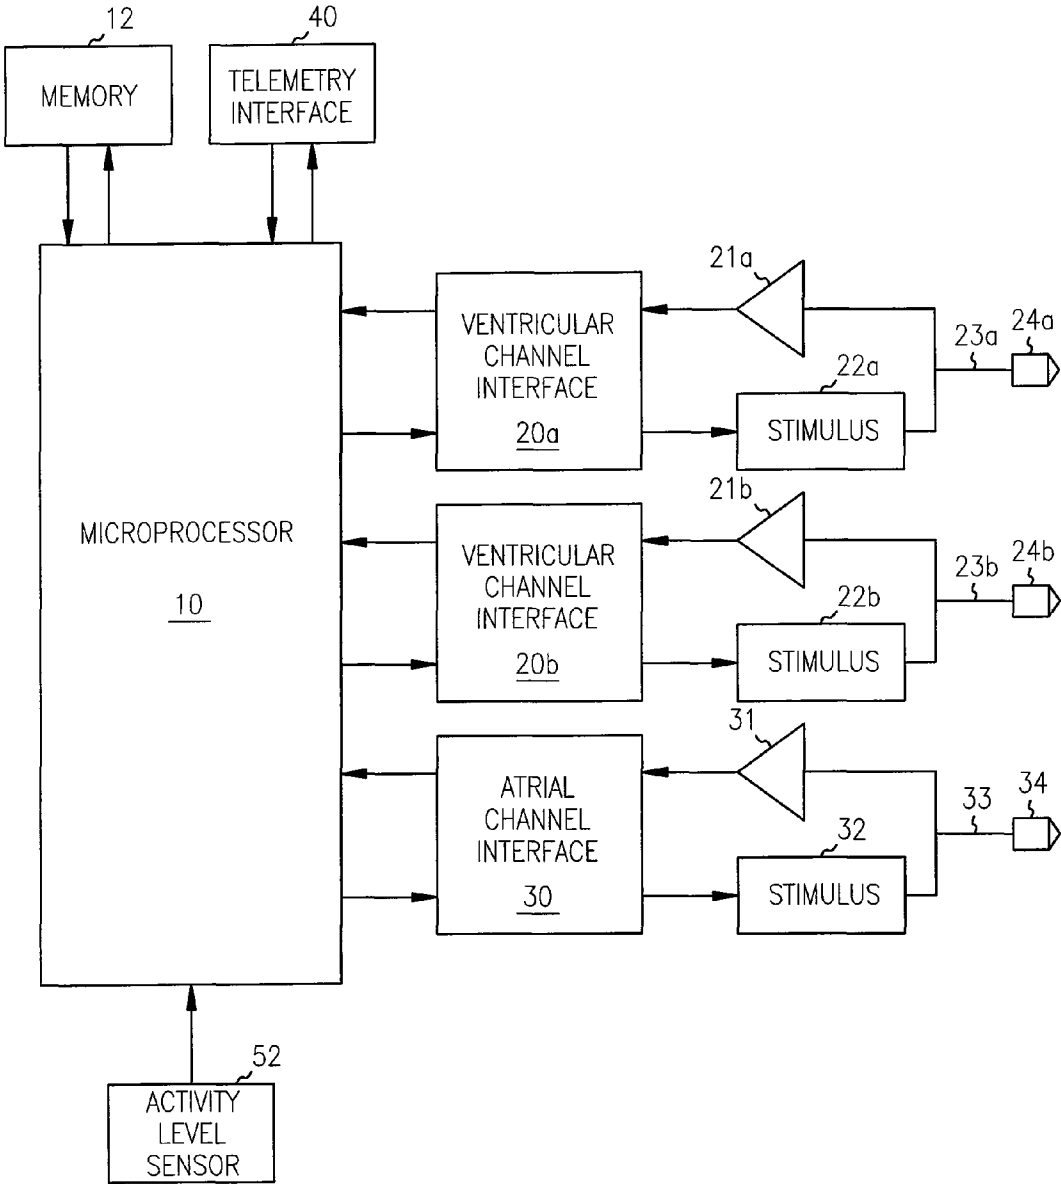 12
MEMORY
40
TELEMETRY
INTERFACE
MICROPROCESSOR
10
VENTRICULAR
CHANNEL
INTERFACE
20a
21a
22a
STIMULUS
23a
24a
VENTRICULAR
CHANNEL
INTERFACE
20b
21b
22b
STIMULUS
23b
24b
ATRIAL
CHANNEL
INTERFACE
30
31
32
STIMULUS
33
34
52
ACTIVITY
LEVEL
SENSOR